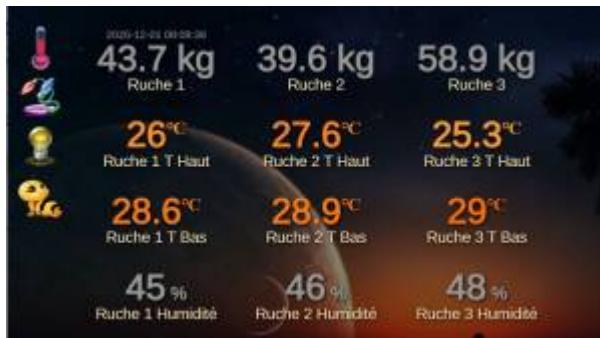 43.7 kg 39.6 kg 58.9 kg
Ruche 1 Ruche 2 Ruche 3
26°C 27.6°C 25.3°C
Ruche 1 T Haut Ruche 2 T Haut Ruche 3 T Haut
28.6°C 28.9°C 29°C
Ruche 1 T Bas Ruche 2 T Bas Ruche 3 T Bas
45 % 46 % 48 %
Ruche 1 Humidité Ruche 2 Humidité Ruche 3 Humidité